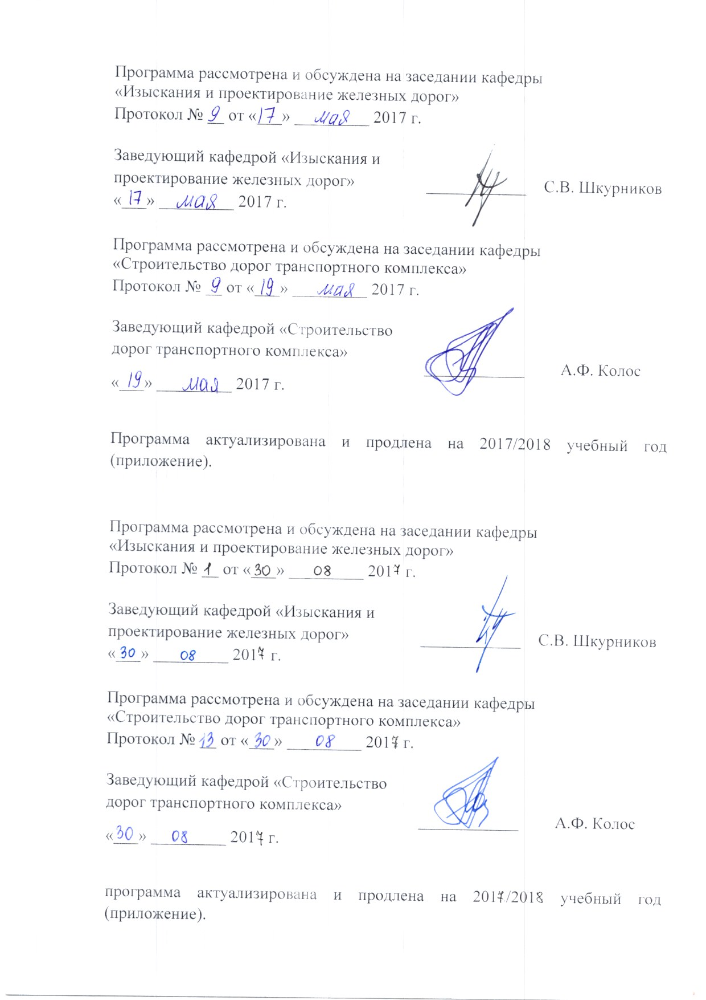 Программа рассмотрена и обсуждена на заседании кафедры
«Изыскания и проектирование железных дорог»
Протокол № 9 от «17» мая 2017 г.
Заведующий кафедрой «Изыскания и
проектирование железных дорог» С.В. Шкурников
«17» мая 2017 г.
Программа рассмотрена и обсуждена на заседании кафедры
«Строительство дорог транспортного комплекса»
Протокол № 9 от «19» мая 2017 г.
Заведующий кафедрой «Строительство
дорог транспортного комплекса»
А.Ф. Колос
«19» мая 2017 г.
Программа актуализирована и продлена на 2017/2018 учебный год
(приложение).
Программа рассмотрена и обсуждена на заседании кафедры
«Изыскания и проектирование железных дорог»
Протокол № 1 от «30» 08 2017 г.
Заведующий кафедрой «Изыскания и
проектирование железных дорог» С.В. Шкурников
«30» 08 2017 г.
Программа рассмотрена и обсуждена на заседании кафедры
«Строительство дорог транспортного комплекса»
Протокол № 13 от «30» 08 2017 г.
Заведующий кафедрой «Строительство
дорог транспортного комплекса»
А.Ф. Колос
«30» 08 2017 г.
программа актуализирована и продлена на 2017/2018 учебный год
(приложение).